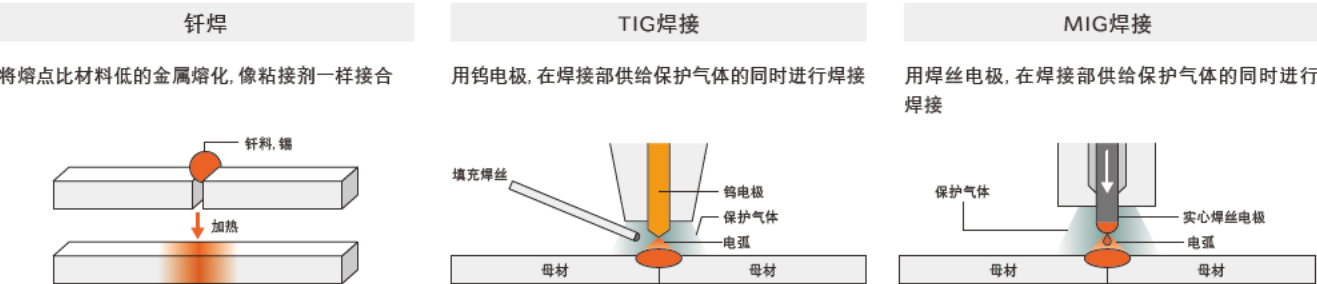 钎焊
将熔点比材料低的金属熔化,像粘接剂一样接合
钎料,锡
加热
TIG焊接
用钨电极,在焊接部供给保护气体的同时进行焊接
填充焊丝
钨电极
保护气体
电弧
母材
母材
MIG焊接
用焊丝电极,在焊接部供给保护气体的同时进行
焊接
保护气体
实心焊丝电极
电弧
母材
母材